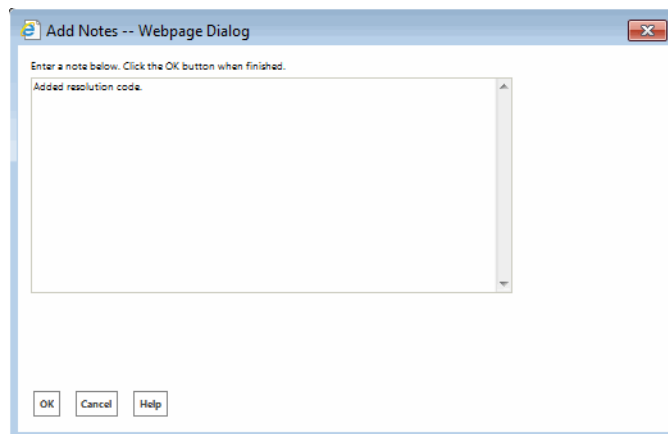 Add Notes -- Webpage Dialog
Enter a note below. Click the OK button when finished.
Added resolution code.
OK Cancel Help